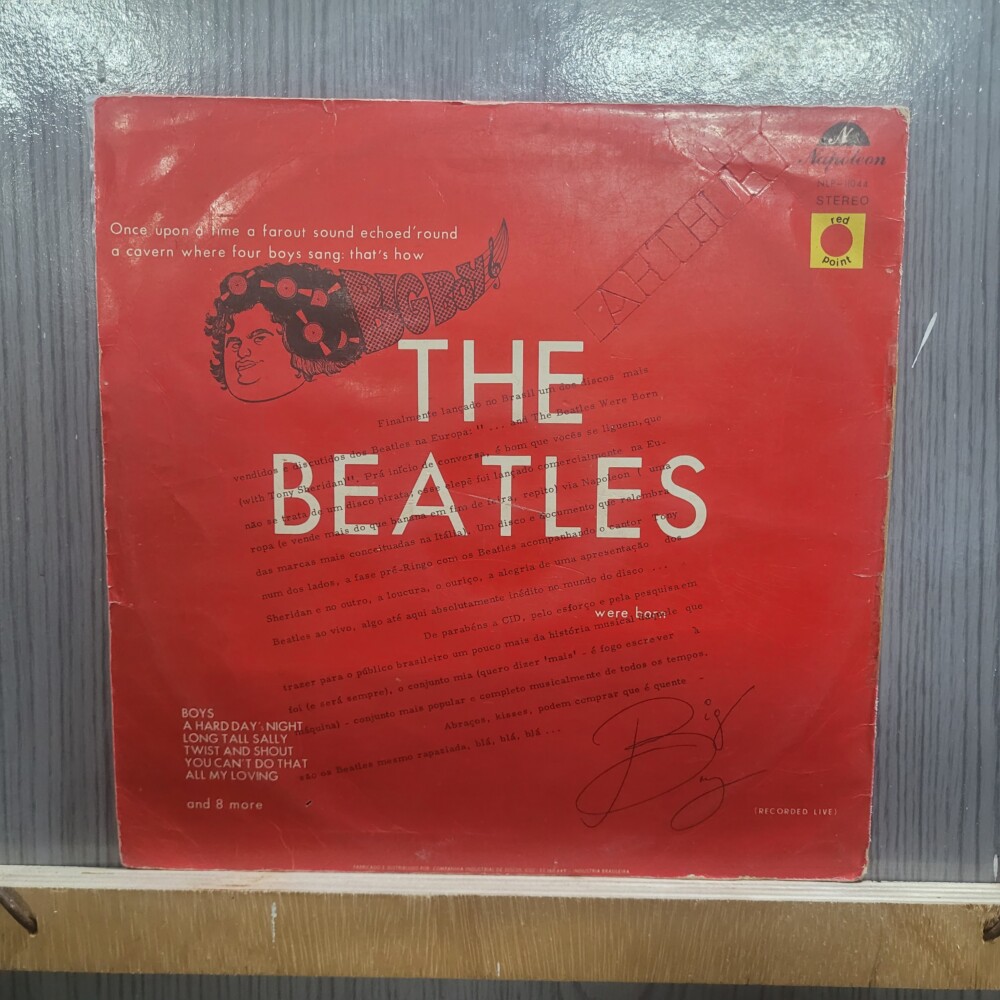 N
Napoleon
STEREO
red
point
Once upon a time a farout sound echoed'round
a cavern where four boys sang: that's how
BIG BOY
THE
BEATLES
were born
Finalmente lançado no Brasil um dos discos mais
vendidos e discutidos dos Beatles na Europa: " ... and The Beatles Were Born,
(with Tony Sheridan)". Prá início de conversa, é bom que vocês se liguem, que
não se trata de um disco pirata; esse elepê foi lançado comercialmente na Eu-
ropa (e vende mais do que banana em fim de feira, repito) via Napoleon ( uma
das marcas mais conceituadas na Itália). Um disco e documento que relembra
num dos lados, a fase pré-Ringo com os Beatles acompanhando o cantor Tony
Sheridan e no outro, a loucura, o ouriço, a alegria de uma apresentação dos
Beatles ao vivo, algo até aqui absolutamente inédito no mundo do disco ...
De parabéns a CID, pelo esforço e pela pesquisa em
trazer para o público brasileiro um pouco mais da história musical daquele que
foi (e será sempre), o conjunto mia (quero dizer 'mais' - é fogo escrever à
máquina) - conjunto mais popular e completo musicalmente de todos os tempos.
Abraços, kisses, podem comprar que é quente -
são os Beatles mesmo rapaziada, blá, blá, blá ...
Big
Boy
BOYS
A HARD DAY'S NIGHT
LONG TALL SALLY
TWIST AND SHOUT
YOU CAN'T DO THAT
ALL MY LOVING
and 8 more
(RECORDED LIVE)